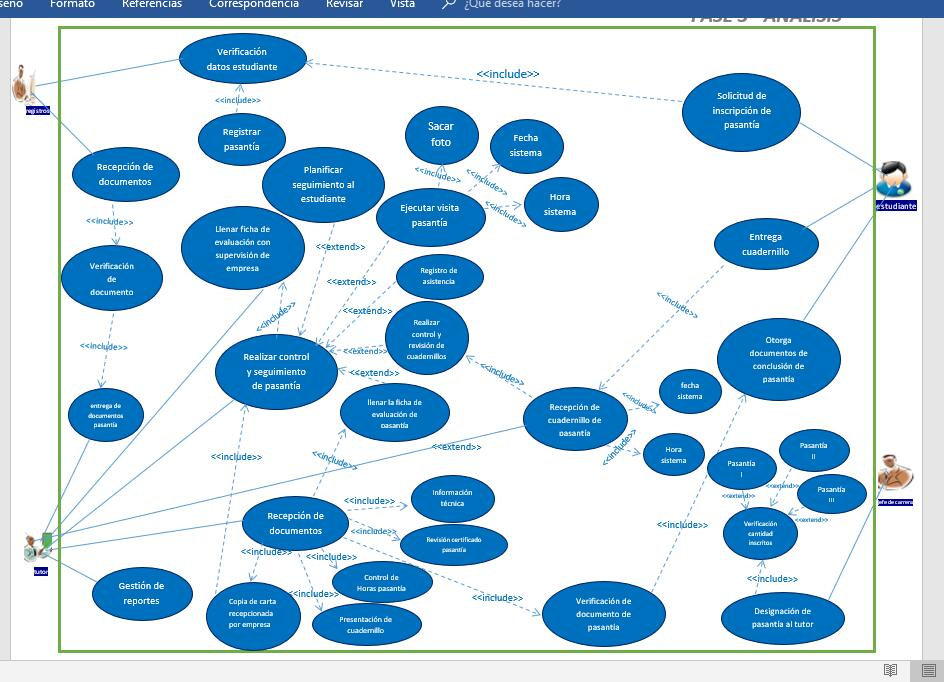 Formato
Referencias
Correspondencia
Revisar
Vista
¿Qué desea hacer?
Verificación
datos estudiante
<<include>>
Solicitud de
inscripción de
pasantía
<<include>>
Registrar
pasantía
Sacar
foto
Fecha
sistema
Recepción de
documentos
Planificar
seguimiento al
estudiante
<<include>>
<<include>>
estudiante
Hora
sistema
Ejecutar visita
pasantía
<<include>>
<<include>>
Llenar ficha de
evaluación con
supervisión de
empresa
<<extend>>
Entrega
cuadernillo
Verificación
de
documento
Registro de
asistencia
<<extend>>
<<include>>
<<extend>>
<<include>>
Realizar
control y
revisión de
cuadernillos
<<include>>
<<extend>>
Realizar control
y seguimiento
de pasantía
<<extend>>
<<include>>
Otorga
documentos de
conclusión de
pasantía
entrega de
documentos
pasantía
llenar la ficha de
evaluación de
pasantía
Recepción de
cuadernillo de
pasantía
<<include>>
fecha
sistema
<<extend>>
<<include>>
Hora
sistema
<<include>>
<<include>>
Pasantía
I
Pasantía
II
Pasantía
III
<<extend>>
<<extend>>
<<extend>>
jefe de carrera
Información
técnica
<<include>>
Recepción de
documentos
<<include>>
Revisión certificado
pasantía
<<include>>
Verificación
cantidad
inscritos
<<include>>
<<include>>
tutor
Control de
Horas pasantía
<<include>>
<<include>>
<<include>>
Gestión de
reportes
Copia de carta
recepcionada
por empresa
Presentación de
cuadernillo
Verificación de
documento de
pasantía
Designación de
pasantía al tutor